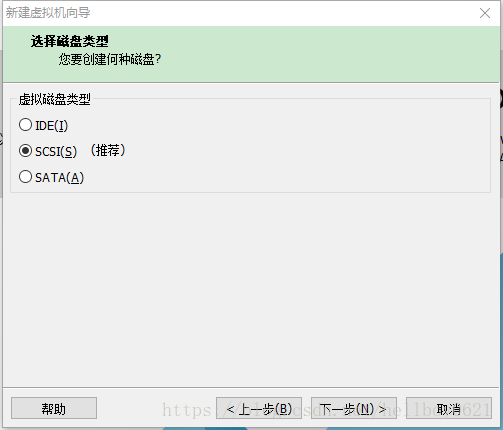 新建虚拟机向导
选择磁盘类型
您要创建何种磁盘?
虚拟磁盘类型
IDE(I)
SCSI(S) （推荐）
SATA(A)
帮助
< 上一步(B)
下一步(N) >
取消